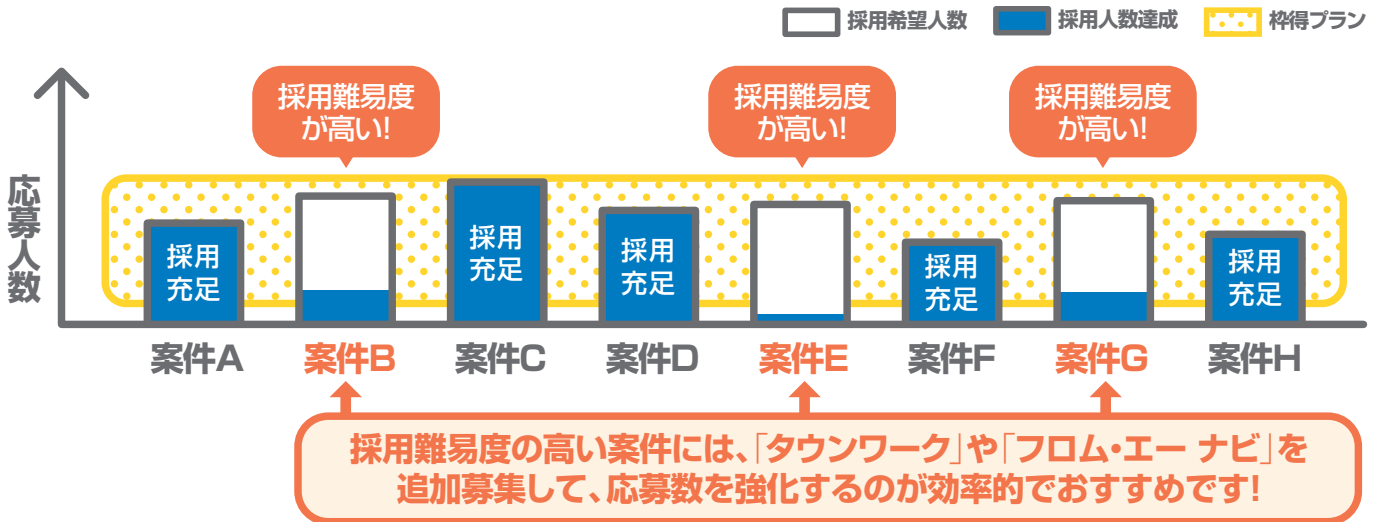 採用希望人数
採用人数達成
枠得プラン
応募人数
採用難易度
が高い!
採用難易度
が高い!
採用難易度
が高い!
採用
充足
採用
充足
採用
充足
採用
充足
採用
充足
案件A
案件B
案件C
案件D
案件E
案件F
案件G
案件H
採用難易度の高い案件には、「タウンワーク」や「フロム・エー ナビ」を
追加募集して、応募数を強化するのが効率的でおすすめです!